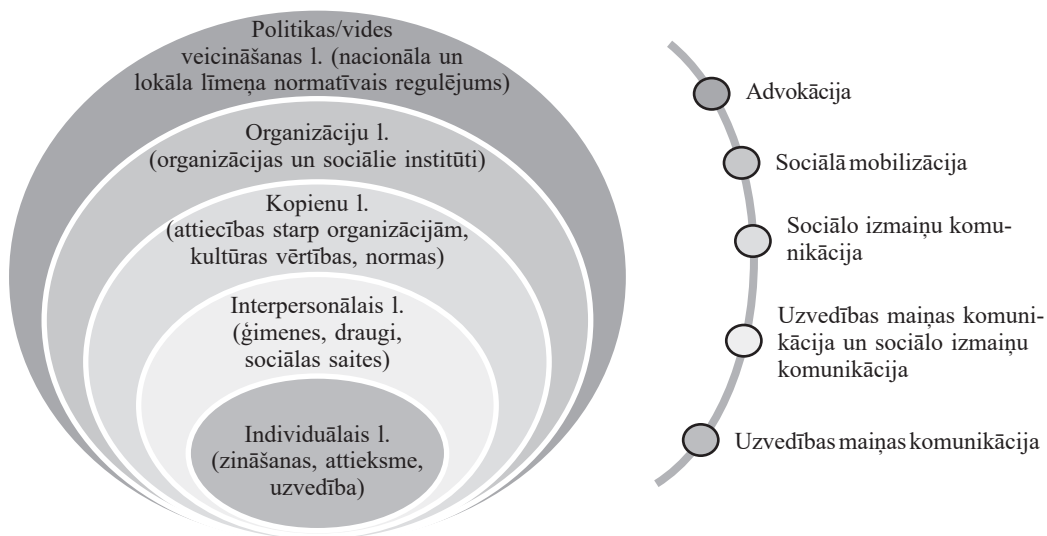 Politikas/vides
veicināšanas l. (nacionāla un
lokāla līmeņa normatīvais regulējums)
Organizāciju l.
(organizācijas un sociālie institūti)
Kopienu l.
(attiecības starp organizācijām,
kultūras vērtības, normas)
Interpersonālais l.
(ģimenes, draugi,
sociālas saites)
Individuālais l.
(zināšanas, attieksme,
uzvedība)
Advokācija
Sociālā mobilizācija
Sociālo izmaiņu komu-
nikācija
Uzvedības maiņas komuni-
kācija un sociālo izmaiņu
komunikācija
Uzvedības maiņas komunikācija